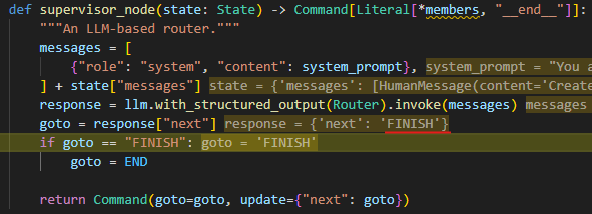 def supervisor_node(state: State) -> Command[Literal[*members, "__end__"]]:
    """An LLM-based router."""
    messages = [
        {"role": "system", "content": system_prompt}, system_prompt = "You a
    ] + state["messages"] state = {'messages': [HumanMessage(content='Create
    response = llm.with_structured_output(Router).invoke(messages) messages
    goto = response["next"] response = {'next': 'FINISH'}
    if goto == "FINISH": goto = 'FINISH'
        goto = END
    return Command(goto=goto, update={"next": goto})